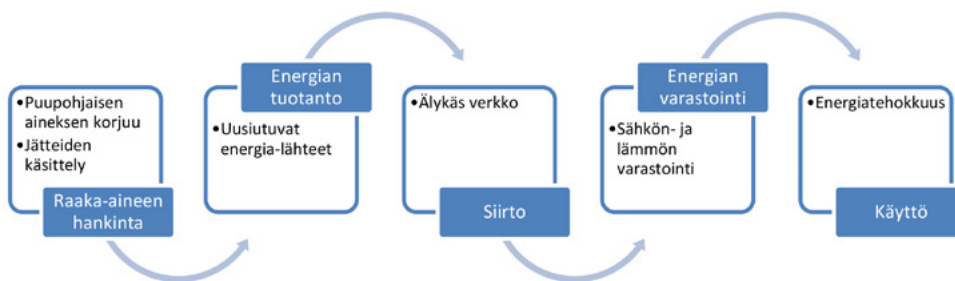 •Puupohjaisen
aineksen korjuu
•Jätteiden
käsittely
Raaka-aineen
hankinta
Energian
tuotanto
•Uusiutuvat
energia-lähteet
•Älykäs verkko
Siirto
Energian
varastointi
•Sähkön- ja
lämmön
varastointi
•Energiatehokkuus
Käyttö